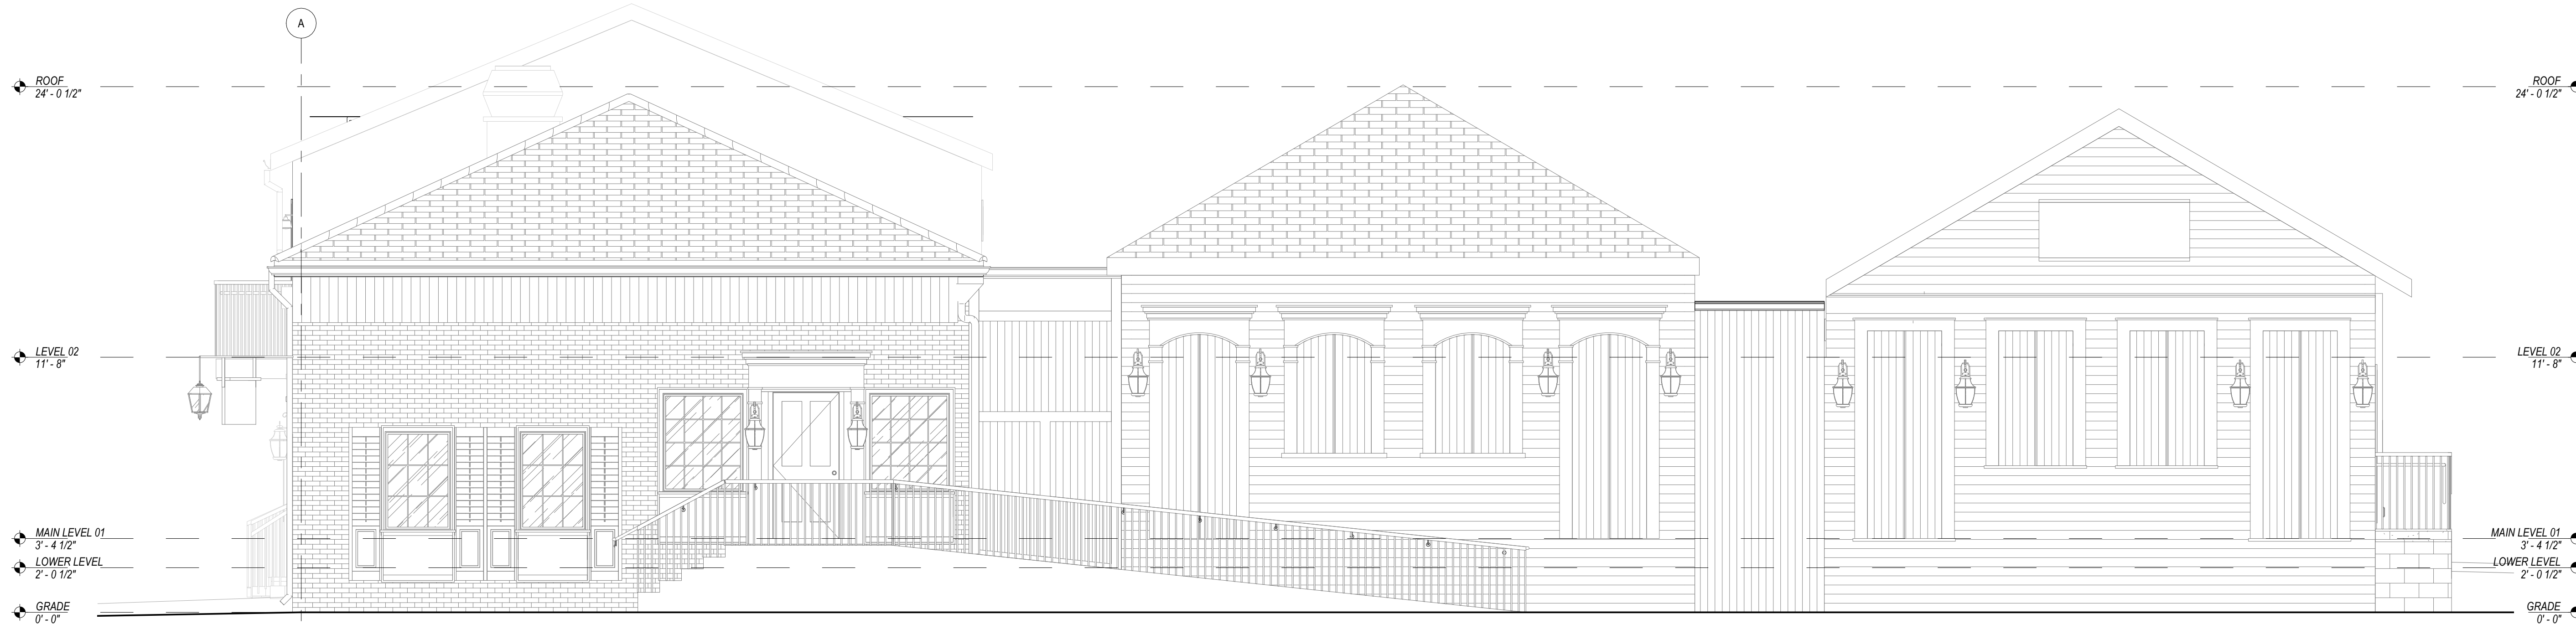 A
ROOF
24' - 0 1/2"
ROOF
24' - 0 1/2"
LEVEL 02
11' - 8"
LEVEL 02
11' - 8"
MAIN LEVEL 01
3' - 4 1/2"
MAIN LEVEL 01
3' - 4 1/2"
LOWER LEVEL
2' - 0 1/2"
LOWER LEVEL
2' - 0 1/2"
GRADE
0' - 0"
GRADE
0' - 0"